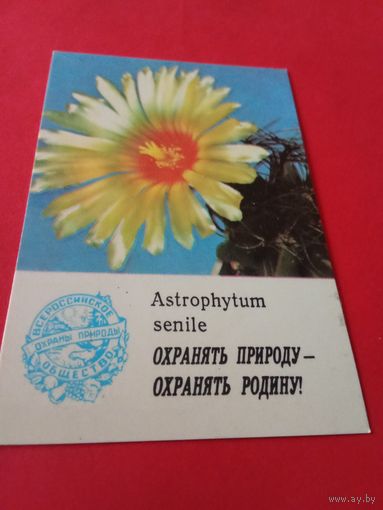 Astrophytum
senile
ОХРАНЯТЬ ПРИРОДУ –
ОХРАНЯТЬ РОДИНУ!
ВСЕРОССИЙСКОЕ
ОХРАНЫ ПРИРОДЫ
ОБЩЕСТВО
www.ay.by